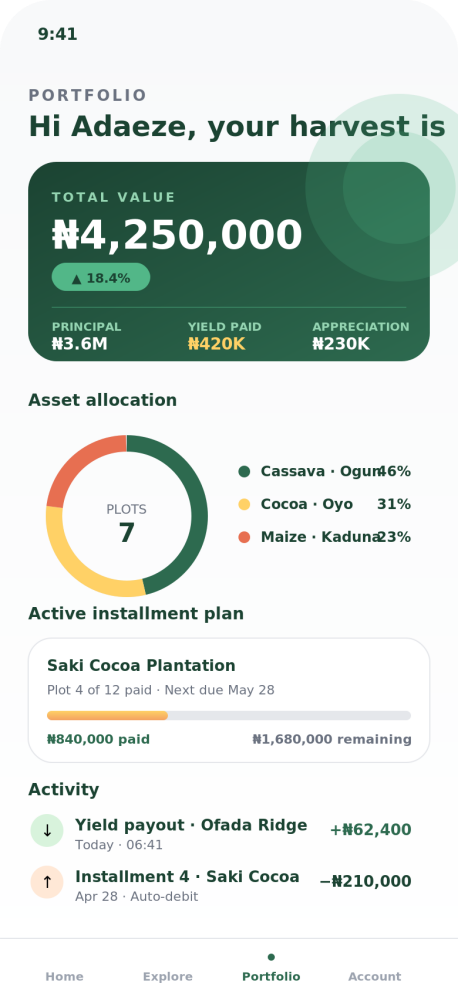 9:41
PORTFOLIO
Hi Adaeze, your harvest is
TOTAL VALUE
₦4,250,000
▲ 18.4%
PRINCIPAL YIELD PAID APPRECIATION
₦3.6M ₦420K ₦230K
Asset allocation
PLOTS
7
Cassava · Ogun 46%
Cocoa · Oyo 31%
Maize · Kaduna 23%
Active installment plan
Saki Cocoa Plantation
Plot 4 of 12 paid · Next due May 28
₦840,000 paid ₦1,680,000 remaining
Activity
↓ Yield payout · Ofada Ridge +₦62,400
Today · 06:41
↑ Installment 4 · Saki Cocoa −₦210,000
Apr 28 · Auto-debit
Home Explore Portfolio Account